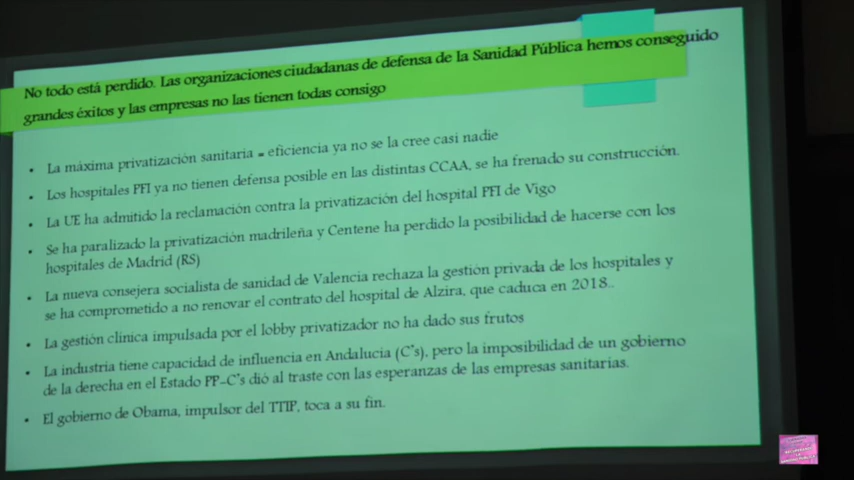 No todo está perdido. Las organizaciones ciudadanas de defensa de la Sanidad Pública hemos conseguido
grandes éxitos y las empresas no las tienen todas consigo
• La máxima privatización sanitaria = eficiencia ya no se la cree casi nadie
• Los hospitales PFI ya no tienen defensa posible en las distintas CCAA, se ha frenado su construcción.
• La UE ha admitido la reclamación contra la privatización del hospital PFI de Vigo
• Se ha paralizado la privatización madrileña y Centene ha perdido la posibilidad de hacerse con los
hospitales de Madrid (RS)
• La nueva consejera socialista de sanidad de Valencia rechaza la gestión privada de los hospitales y
se ha comprometido a no renovar el contrato del hospital de Alzira, que caduca en 2018..
• La gestión clínica impulsada por el lobby privatizador no ha dado sus frutos
• La industria tiene capacidad de influencia en Andalucía (C's), pero la imposibilidad de un gobierno
de la derecha en el Estado PP-C's dió al traste con las esperanzas de las empresas sanitarias.
• El gobierno de Obama, impulsor del TTIP, toca a su fin.